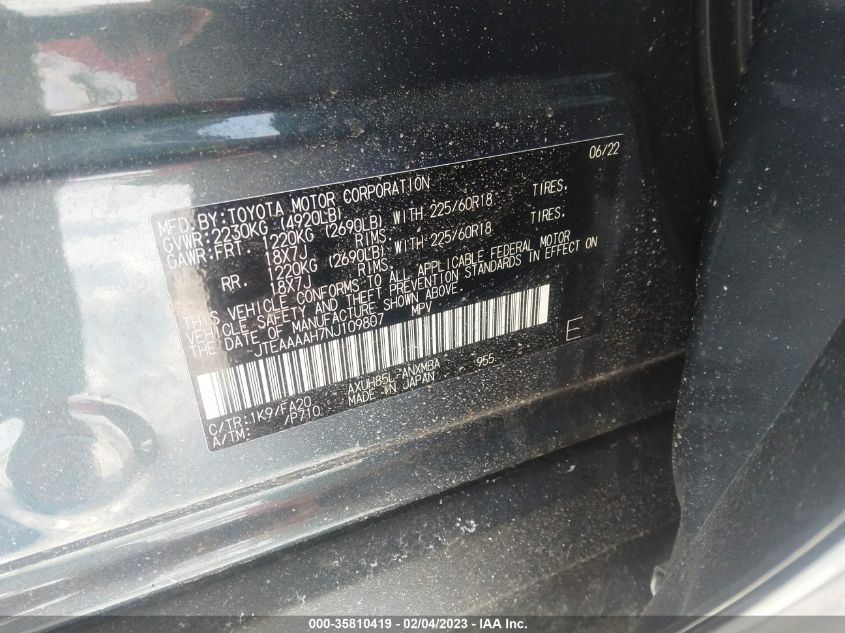 06/22
MFD.BY:TOYOTA MOTOR CORPORATION
GVWR:2230KG (4920LB)
GAWR:FRT. 1220KG (2690LB) WITH 225/60R18 TIRES,
18X7J RIMS,
RR. 1220KG (2690LB) WITH 225/60R18 TIRES,
18X7J RIMS,
THIS VEHICLE CONFORMS TO ALL APPLICABLE FEDERAL MOTOR
VEHICLE SAFETY AND THEFT PREVENTION STANDARDS IN EFFECT ON
THE DATE OF MANUFACTURE SHOWN ABOVE.
JTEAAAAH7NJ109807 MPV
E
C/TR:1K9/FA20 AXUH85L-ANXMBA 955
A/TM: /P710 MADE IN JAPAN
000-35810419 - 02/04/2023 - © IAA Inc.